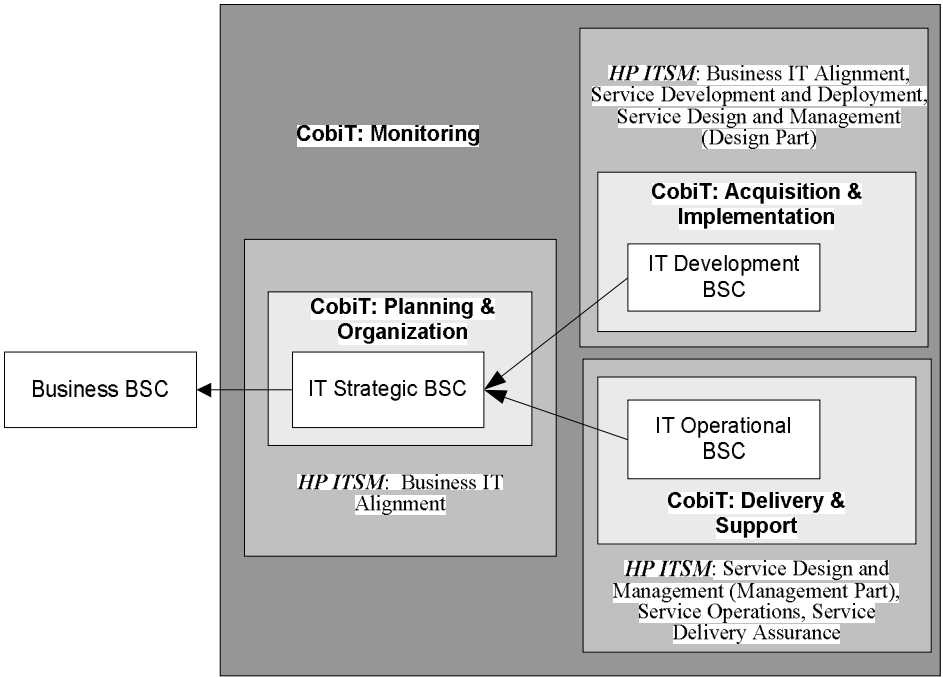 HP ITSM: Business IT Alignment,
Service Development and Deployment,
Service Design and Management
(Design Part)
CobiT: Monitoring
CobiT: Acquisition &
Implementation
IT Development
BSC
CobiT: Planning &
Organization
Business BSC
IT Strategic BSC
HP ITSM:  Business IT
Alignment
IT Operational
BSC
CobiT: Delivery &
Support
HP ITSM: Service Design and
Management (Management Part),
Service Operations, Service
Delivery Assurance